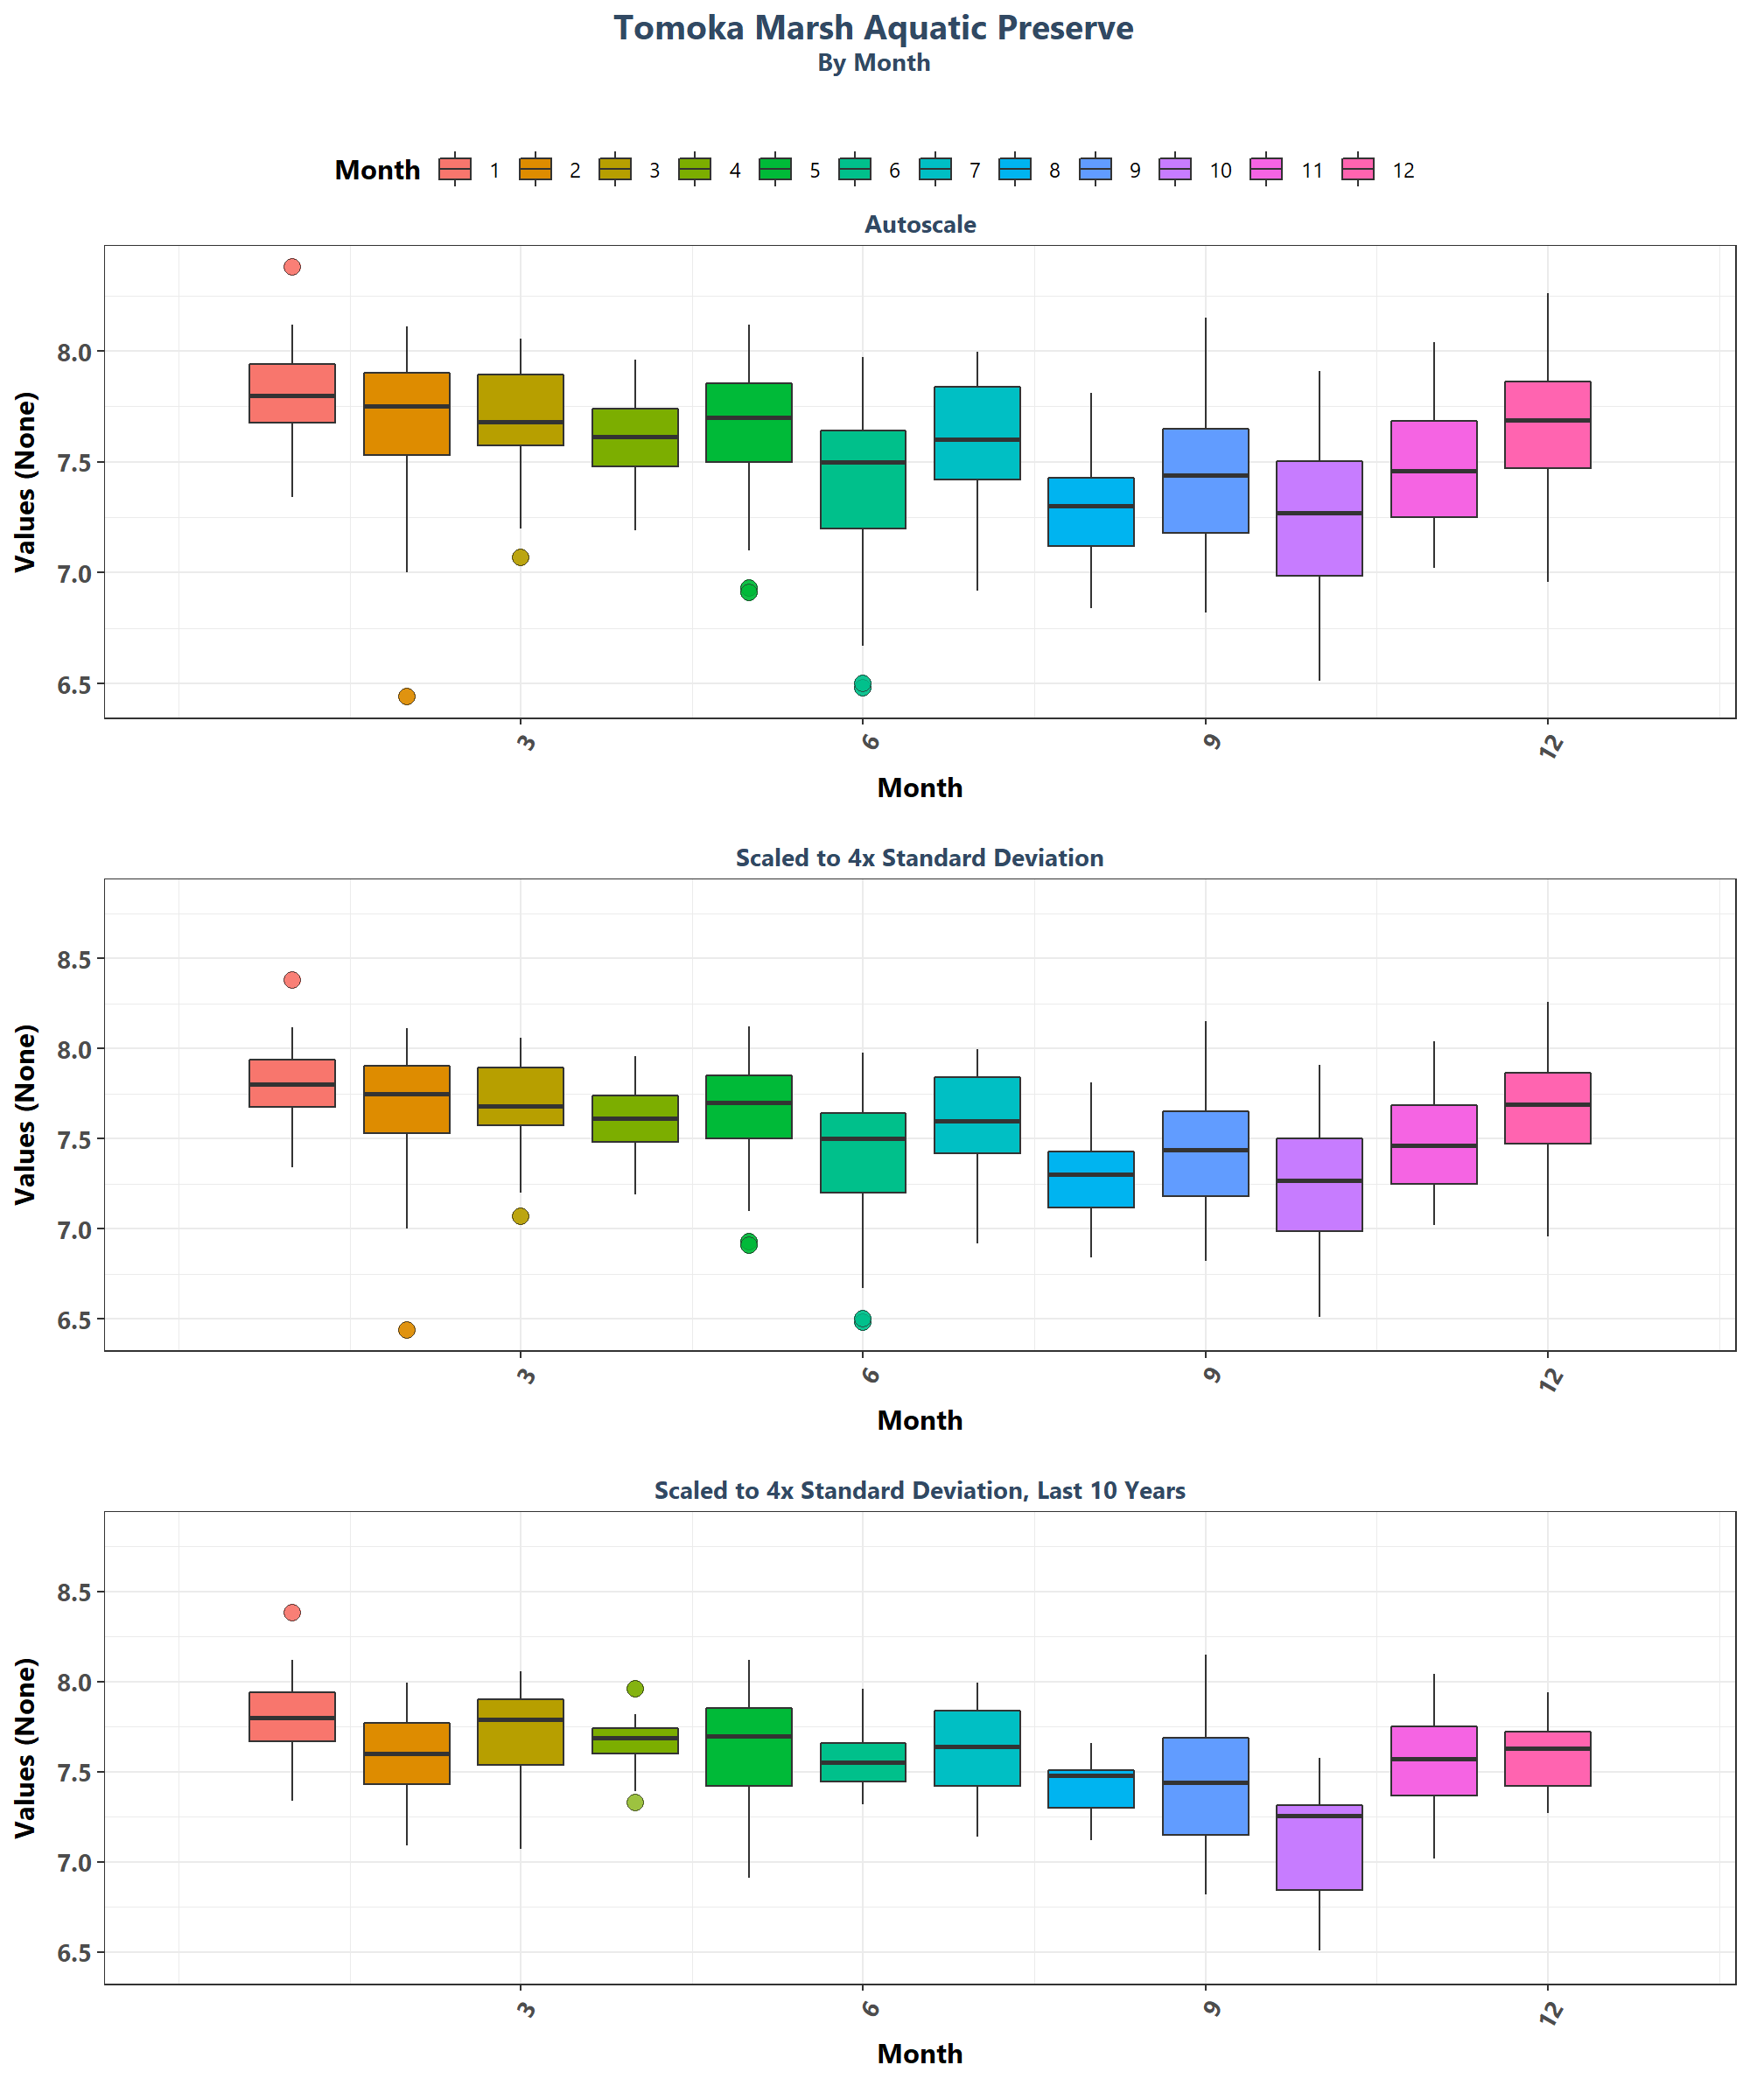 Tomoka Marsh Aquatic Preserve
By Month
Month 1 2 3 4 5 6 7 8 9 10 11 12
Autoscale
Values (None)
8.0
7.5
7.0
6.5
3 6 9 12
Month
Scaled to 4x Standard Deviation
Values (None)
8.5
8.0
7.5
7.0
6.5
3 6 9 12
Month
Scaled to 4x Standard Deviation, Last 10 Years
Values (None)
8.5
8.0
7.5
7.0
6.5
3 6 9 12
Month